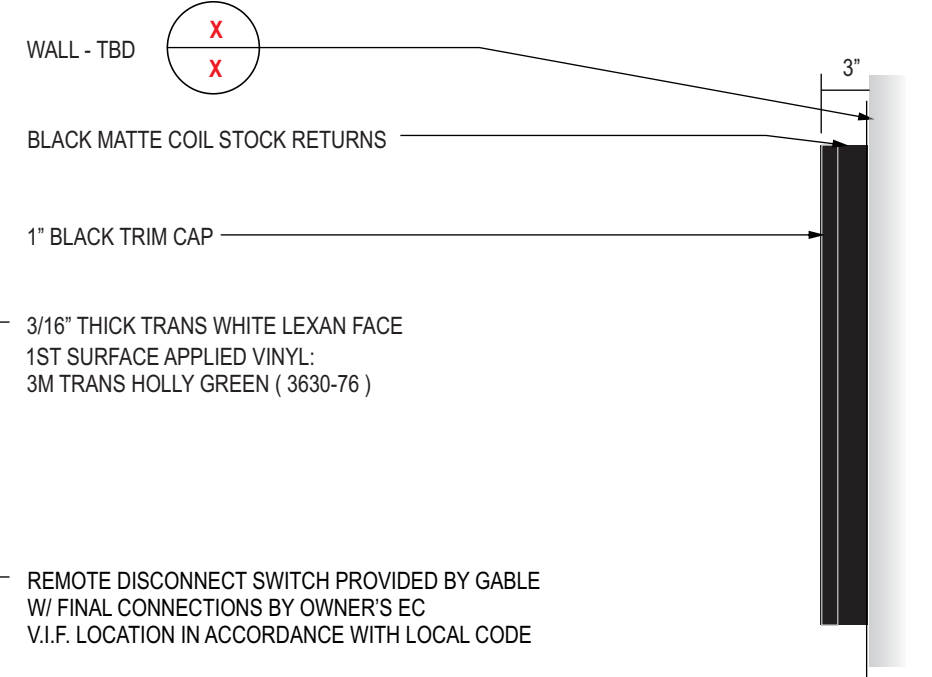 X
WALL - TBD
X
3”
BLACK MATTE COIL STOCK RETURNS
1” BLACK TRIM CAP
3/16” THICK TRANS WHITE LEXAN FACE
1ST SURFACE APPLIED VINYL:
3M TRANS HOLLY GREEN ( 3630-76 )
REMOTE DISCONNECT SWITCH PROVIDED BY GABLE
W/ FINAL CONNECTIONS BY OWNER’S EC
V.I.F. LOCATION IN ACCORDANCE WITH LOCAL CODE